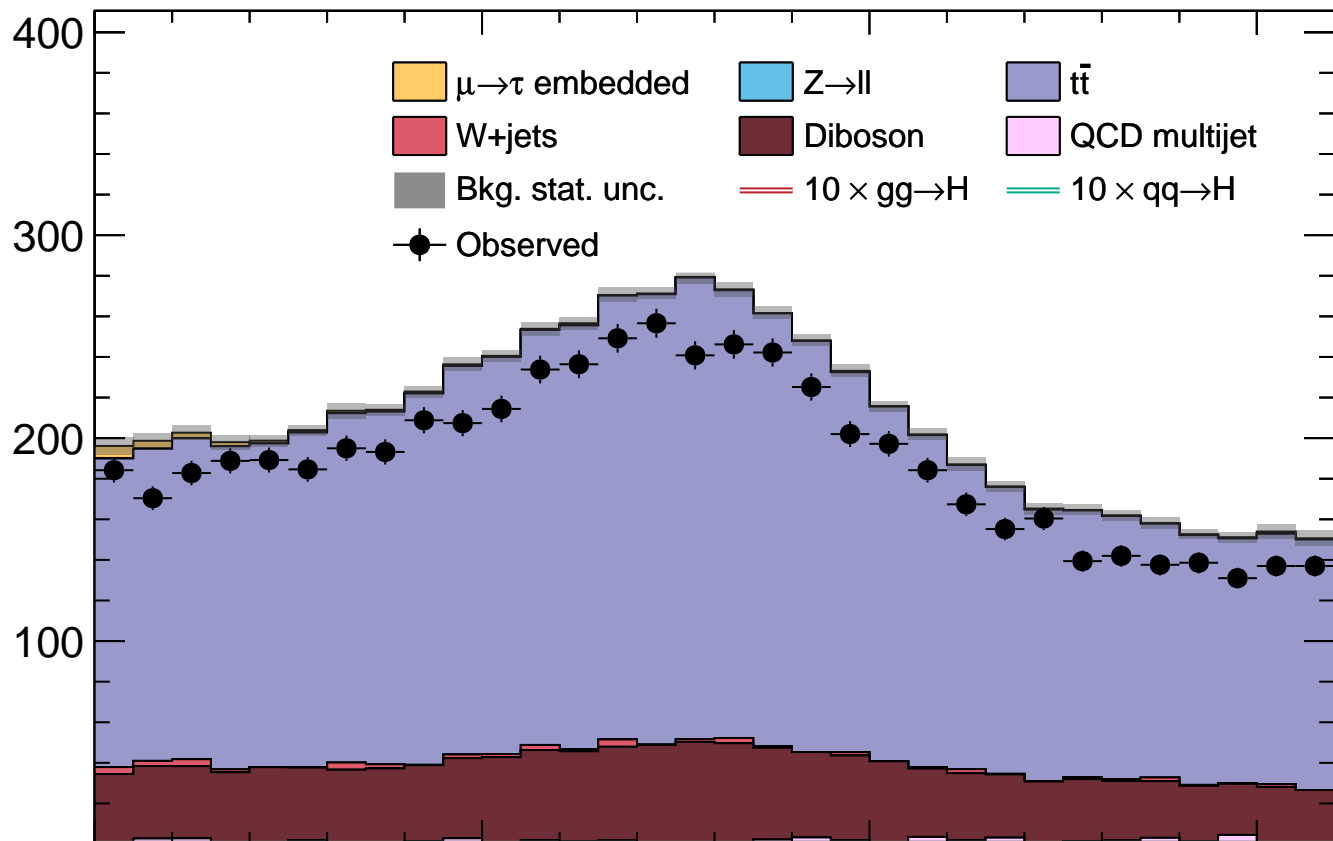 400
μ→τ embedded Z→ll tt̄
W+jets Diboson QCD multijet
Bkg. stat. unc. 10 × gg→H 10 × qq→H
300
Observed
200
100